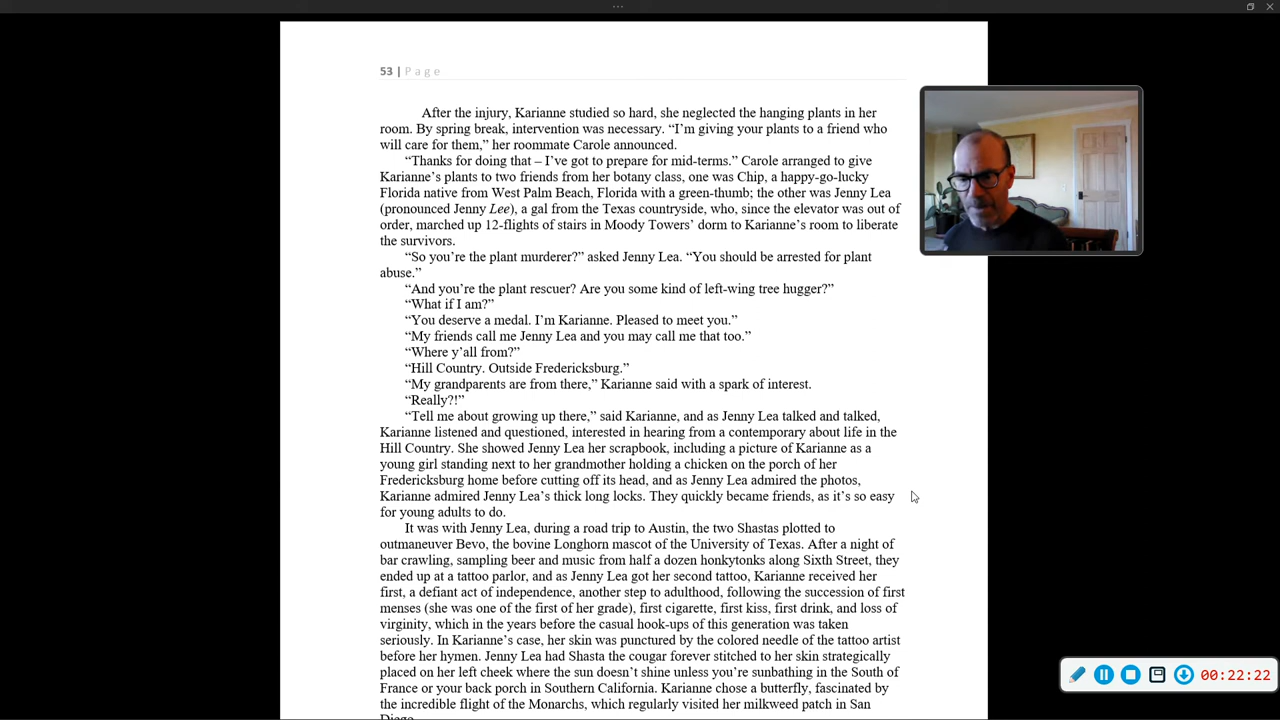 53 | Page
After the injury, Karianne studied so hard, she neglected the hanging plants in her
room. By spring break, intervention was necessary. “I’m giving your plants to a friend who
will care for them,” her roommate Carole announced.
“Thanks for doing that – I’ve got to prepare for mid-terms.” Carole arranged to give
Karianne’s plants to two friends from her botany class, one was Chip, a happy-go-lucky
Florida native from West Palm Beach, Florida with a green-thumb; the other was Jenny Lea
(pronounced Jenny Lee), a gal from the Texas countryside, who, since the elevator was out of
order, marched up 12-flights of stairs in Moody Towers’ dorm to Karianne’s room to liberate
the survivors.
“So you’re the plant murderer?” asked Jenny Lea. “You should be arrested for plant
abuse.”
“And you’re the plant rescuer? Are you some kind of left-wing tree hugger?”
“What if I am?”
“You deserve a medal. I’m Karianne. Pleased to meet you.”
“My friends call me Jenny Lea and you may call me that too.”
“Where y’all from?”
“Hill Country. Outside Fredericksburg.”
“My grandparents are from there,” Karianne said with a spark of interest.
“Really?!”
“Tell me about growing up there,” said Karianne, and as Jenny Lea talked and talked,
Karianne listened and questioned, interested in hearing from a contemporary about life in the
Hill Country. She showed Jenny Lea her scrapbook, including a picture of Karianne as a
young girl standing next to her grandmother holding a chicken on the porch of her
Fredericksburg home before cutting off its head, and as Jenny Lea admired the photos,
Karianne admired Jenny Lea’s thick long locks. They quickly became friends, as it’s so easy
for young adults to do.
It was with Jenny Lea, during a road trip to Austin, the two Shastas plotted to
outmaneuver Bevo, the bovine Longhorn mascot of the University of Texas. After a night of
bar crawling, sampling beer and music from half a dozen honkytonks along Sixth Street, they
ended up at a tattoo parlor, and as Jenny Lea got her second tattoo, Karianne received her
first, a defiant act of independence, another step to adulthood, following the succession of first
menses (she was one of the first of her grade), first cigarette, first kiss, first drink, and loss of
virginity, which in the years before the casual hook-ups of this generation was taken
seriously. In Karianne’s case, her skin was punctured by the colored needle of the tattoo artist
before her hymen. Jenny Lea had Shasta the cougar forever stitched to her skin strategically
placed on her left cheek where the sun doesn’t shine unless you’re sunbathing in the South of
France or your back porch in Southern California. Karianne chose a butterfly, fascinated by
the incredible flight of the Monarchs, which regularly visited her milkweed patch in San
Diego
00:22:22